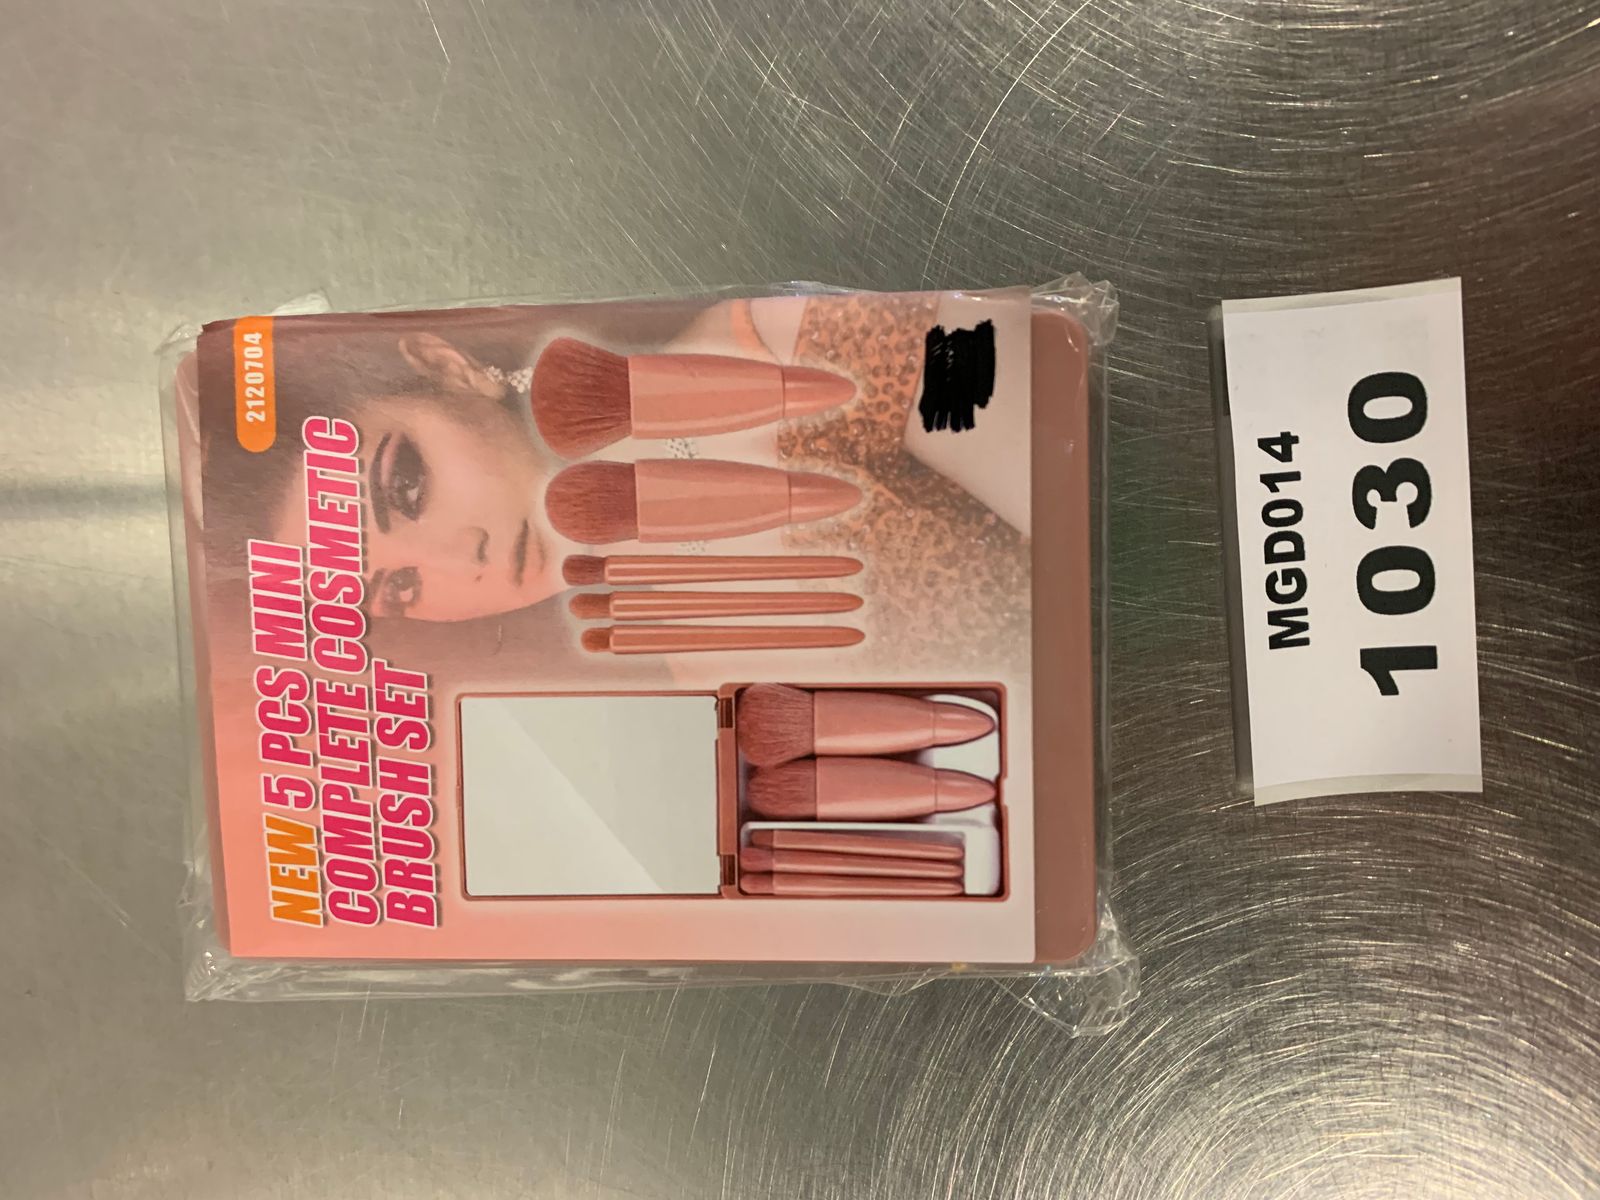 2120704
NEW 5 PCS MINI
COMPLETE COSMETIC
BRUSH SET
MGD014
1030